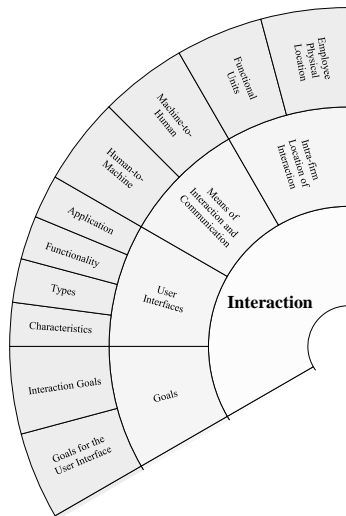 Employee
Physical
Location
Functional
Units
Machine-to-
Human
Human-to-
Machine
Application
Functionality
Types
Characteristics
Interaction Goals
Goals for the
User Interface
Intra-firm
Location of
Interaction
Means of
Interaction and
Communication
User
Interfaces
Goals
Interaction